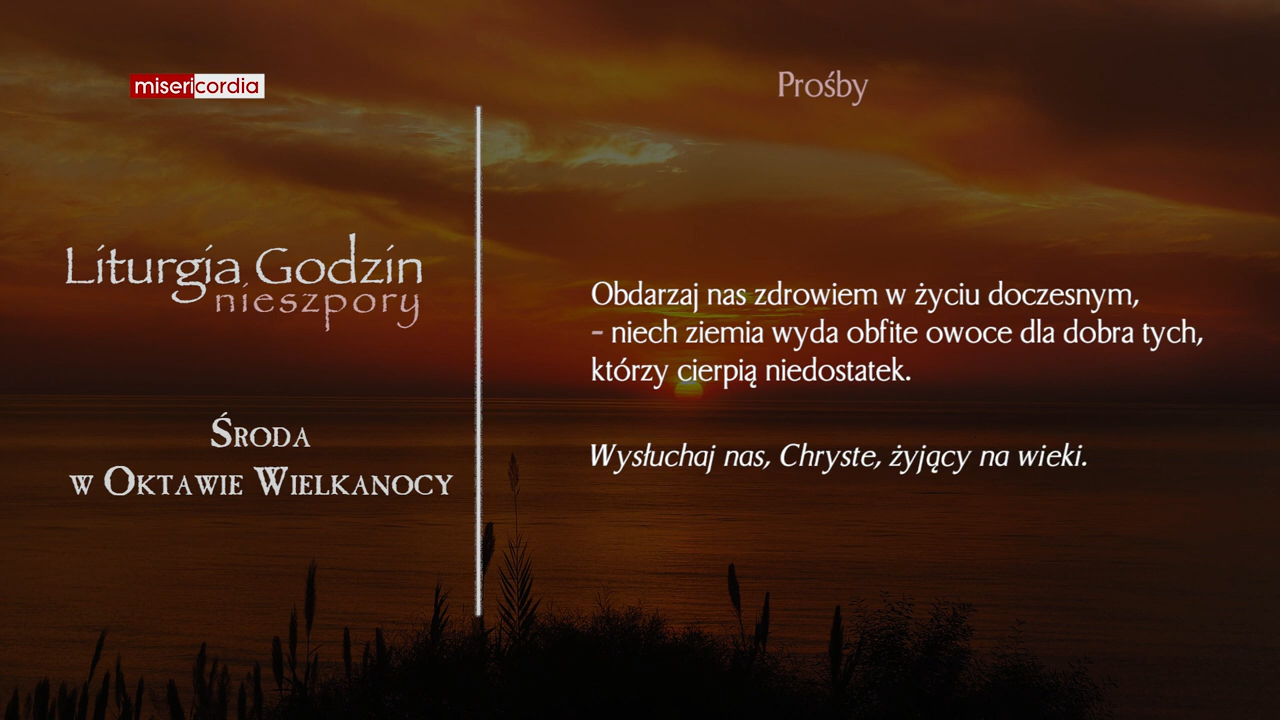 misericordia
Prośby
Liturgia Godzin
nieszpory
Środa
w Oktawie Wielkanocy
Obdarzaj nas zdrowiem w życiu doczesnym,
– niech ziemia wyda obfite owoce dla dobra tych,
którzy cierpią niedostatek.
Wysłuchaj nas, Chryste, żyjący na wieki.